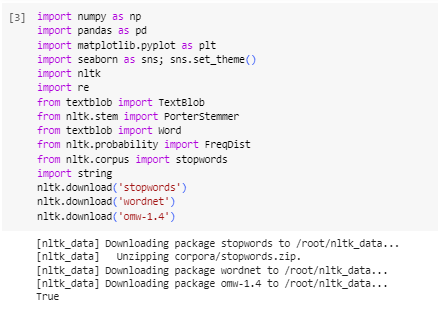 [3] import numpy as np
import pandas as pd
import matplotlib.pyplot as plt
import seaborn as sns; sns.set_theme()
import nltk
import re
from textblob import TextBlob
from nltk.stem import PorterStemmer
from textblob import Word
from nltk.probability import FreqDist
from nltk.corpus import stopwords
import string
nltk.download('stopwords')
nltk.download('wordnet')
nltk.download('omw-1.4')
[nltk_data] Downloading package stopwords to /root/nltk_data...
[nltk_data]   Unzipping corpora/stopwords.zip.
[nltk_data] Downloading package wordnet to /root/nltk_data...
[nltk_data] Downloading package omw-1.4 to /root/nltk_data...
True